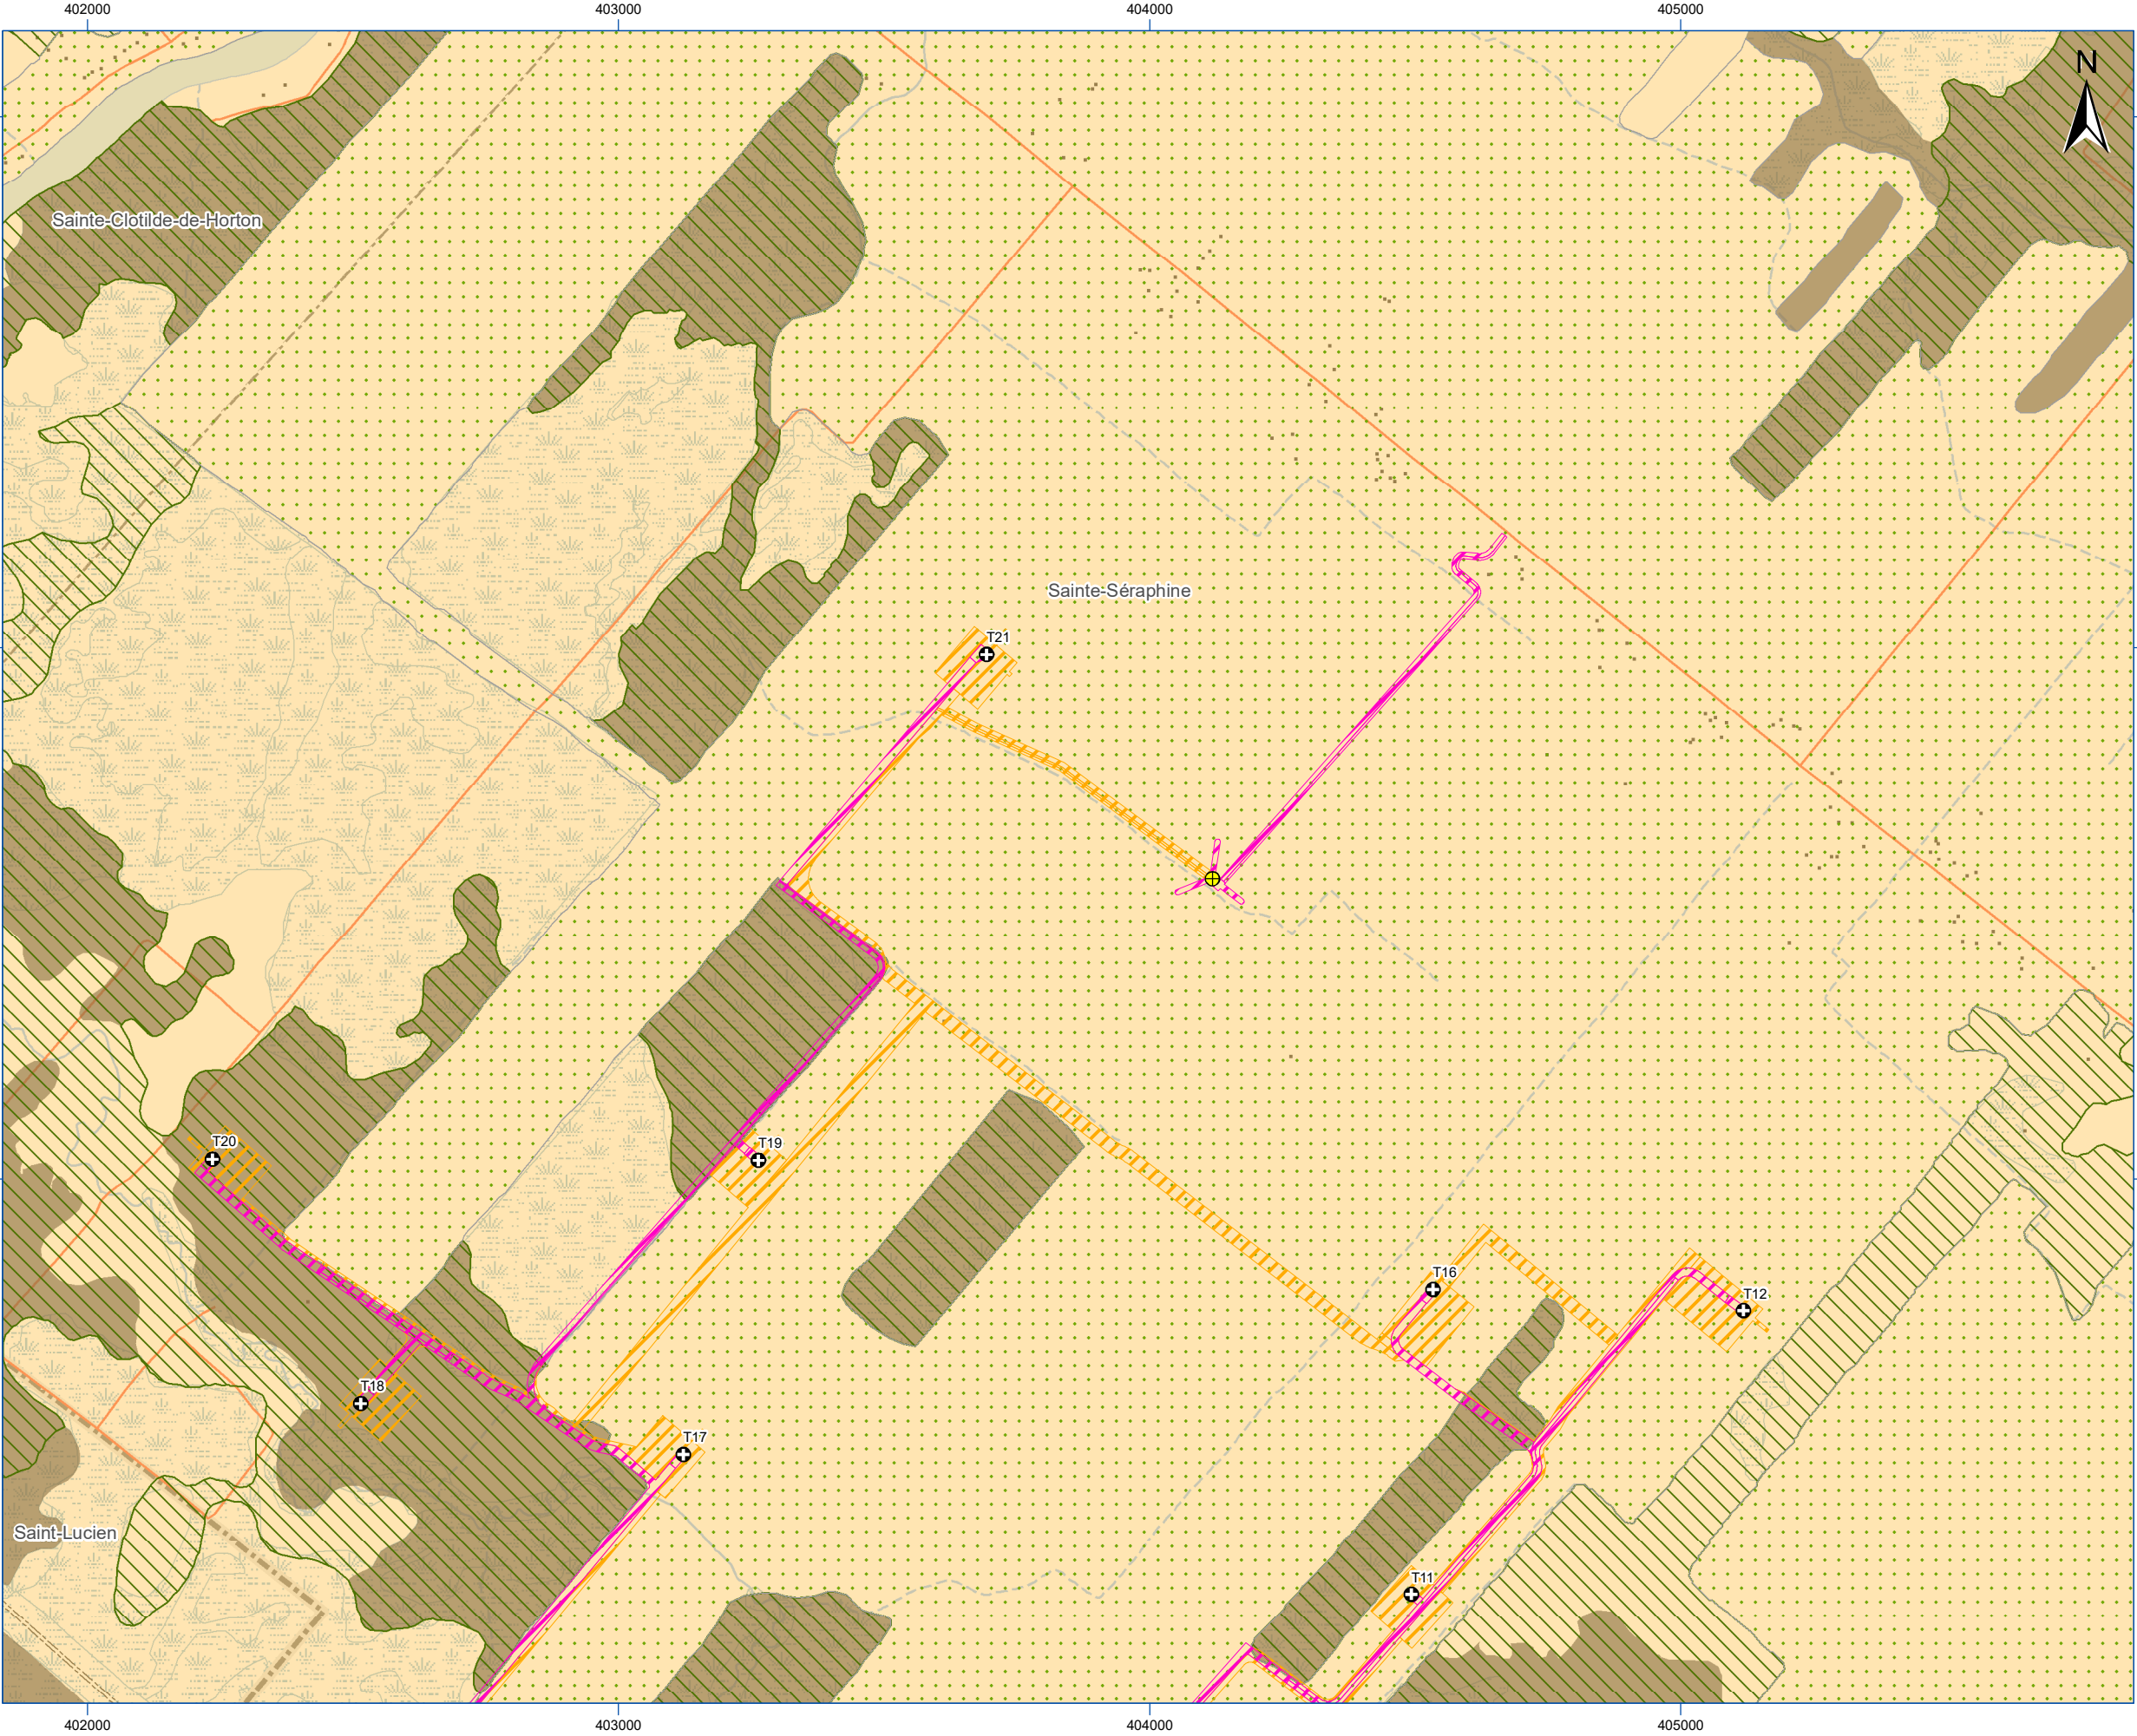 402000 403000 404000 405000
N
Sainte-Clotilde-de-Horton
Sainte-Séraphine
T21
T20
T19
T16
T12
T18
T17
Saint-Lucien
T11
402000 403000 404000 405000